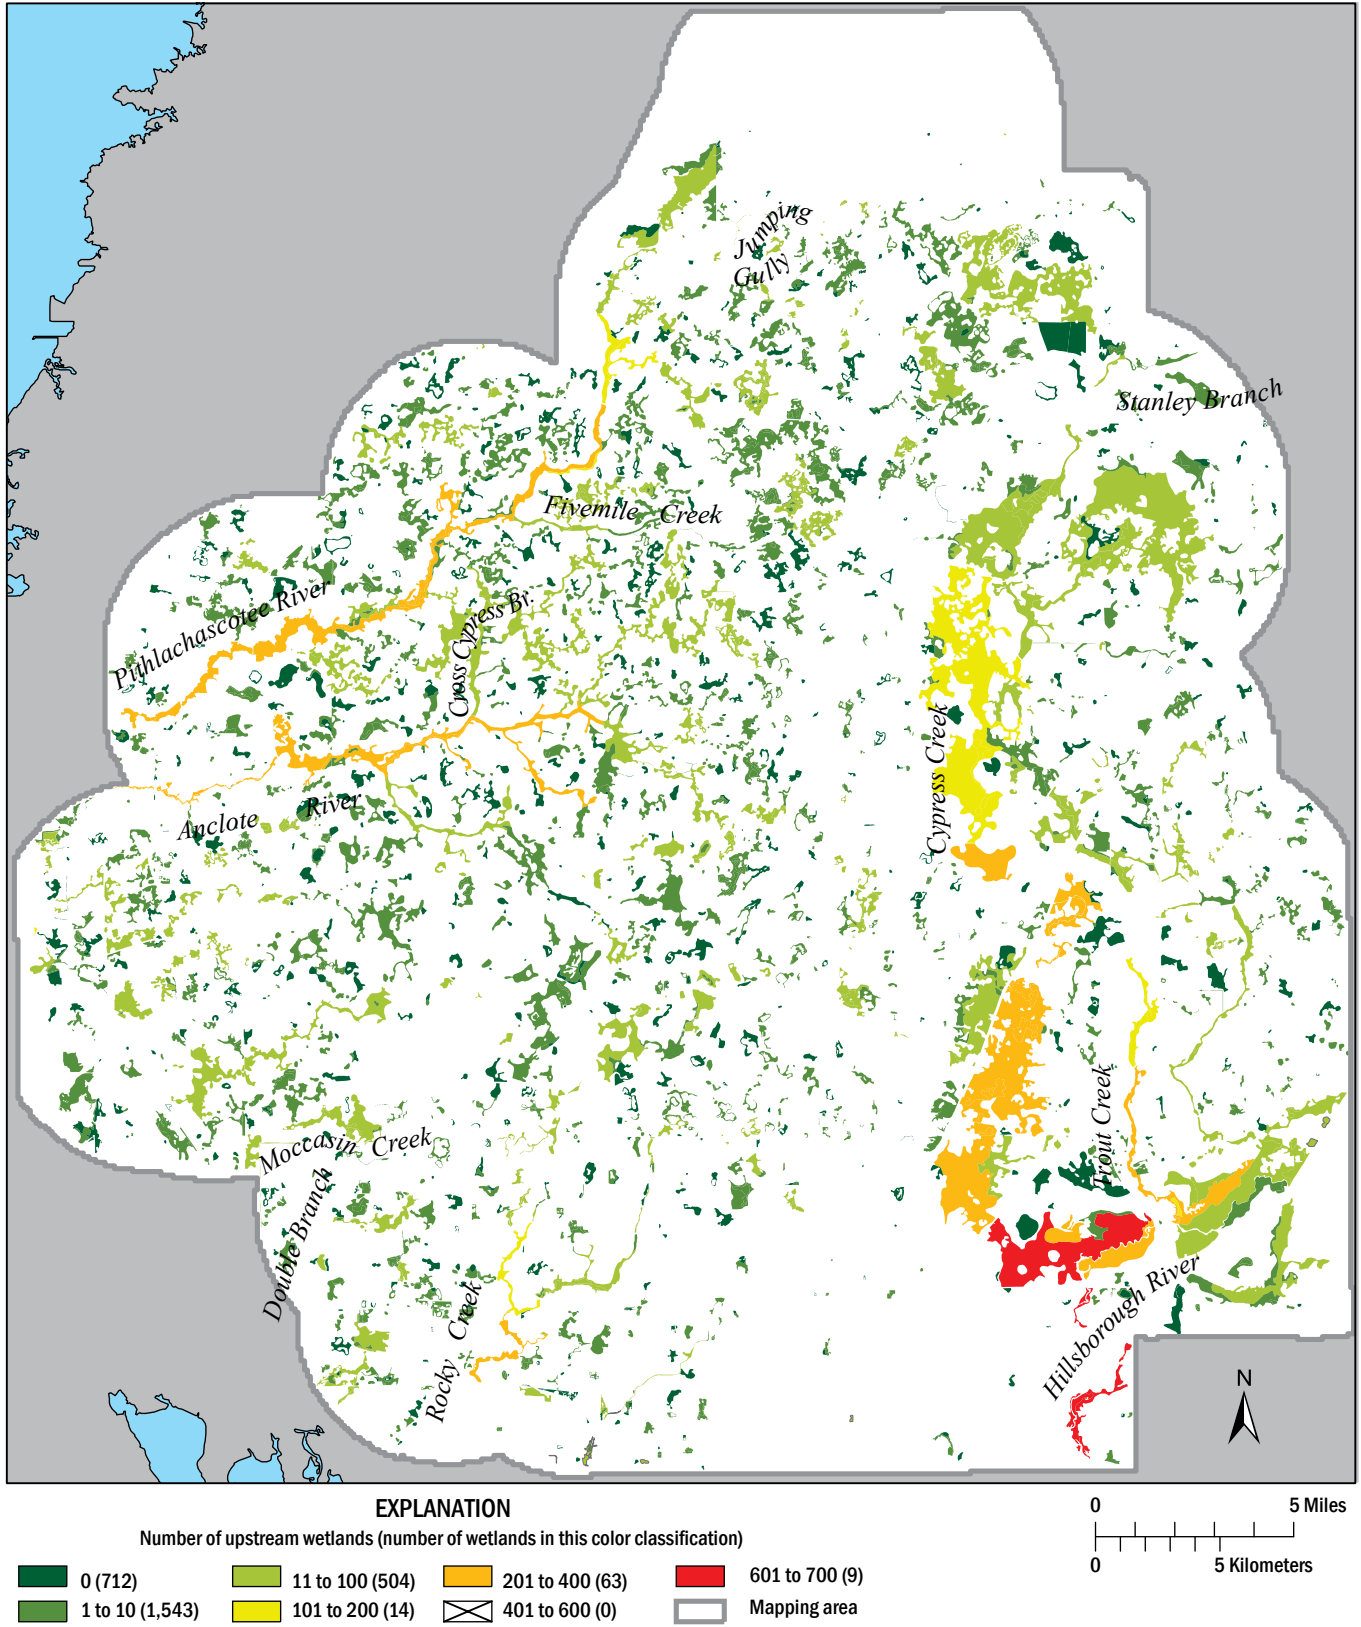 Jumping
Gully
Stanley Branch
Fivemile Creek
Pithlachascotee River
Cross Cypress Br.
Cypress Creek
Anclote River
Trout Creek
Moccasin Creek
Double Branch
Rocky Creek
Hillsborough River
N
EXPLANATION
Number of upstream wetlands (number of wetlands in this color classification)
0 (712)
11 to 100 (504)
201 to 400 (63)
601 to 700 (9)
1 to 10 (1,543)
101 to 200 (14)
401 to 600 (0)
Mapping area
0 5 Miles
0 5 Kilometers